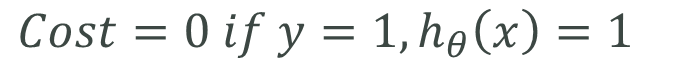 Cost = 0 if y = 1, hθ(x) = 1